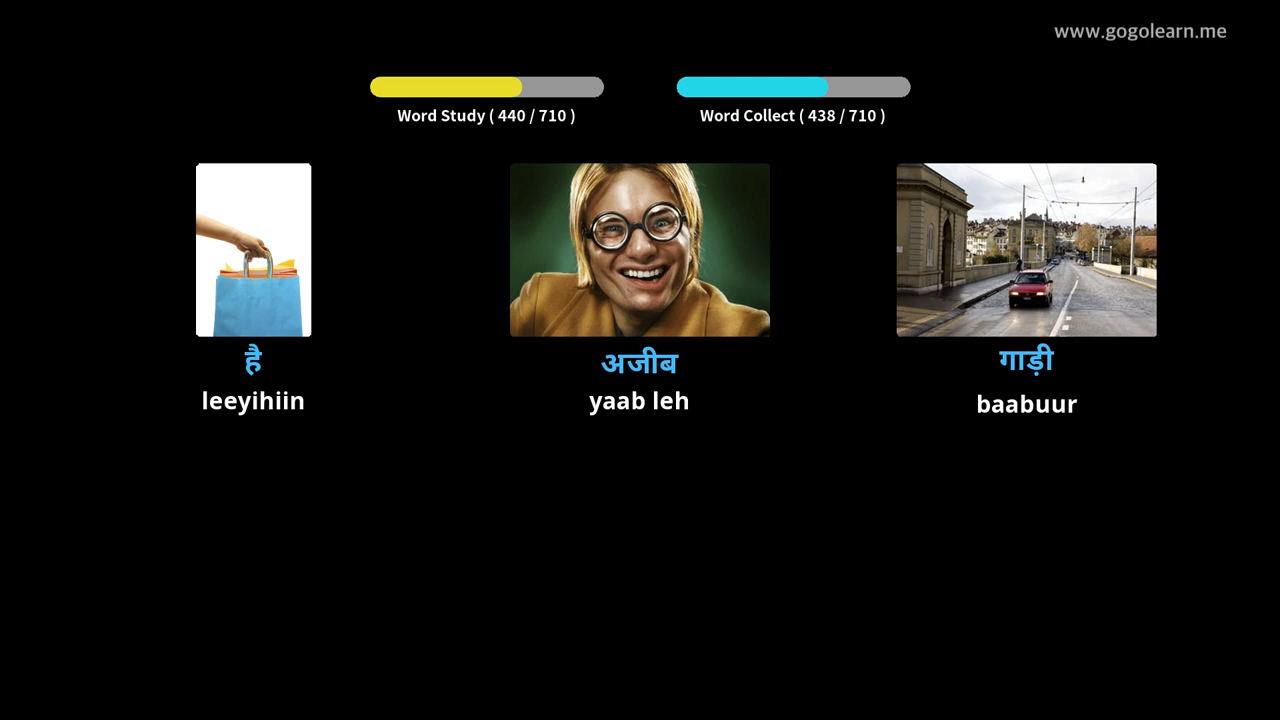 www.gogolearn.me
Word Study ( 440 / 710 )
Word Collect ( 438 / 710 )
है
अजीब
गाड़ी
leeyihiin
yaab leh
baabuur